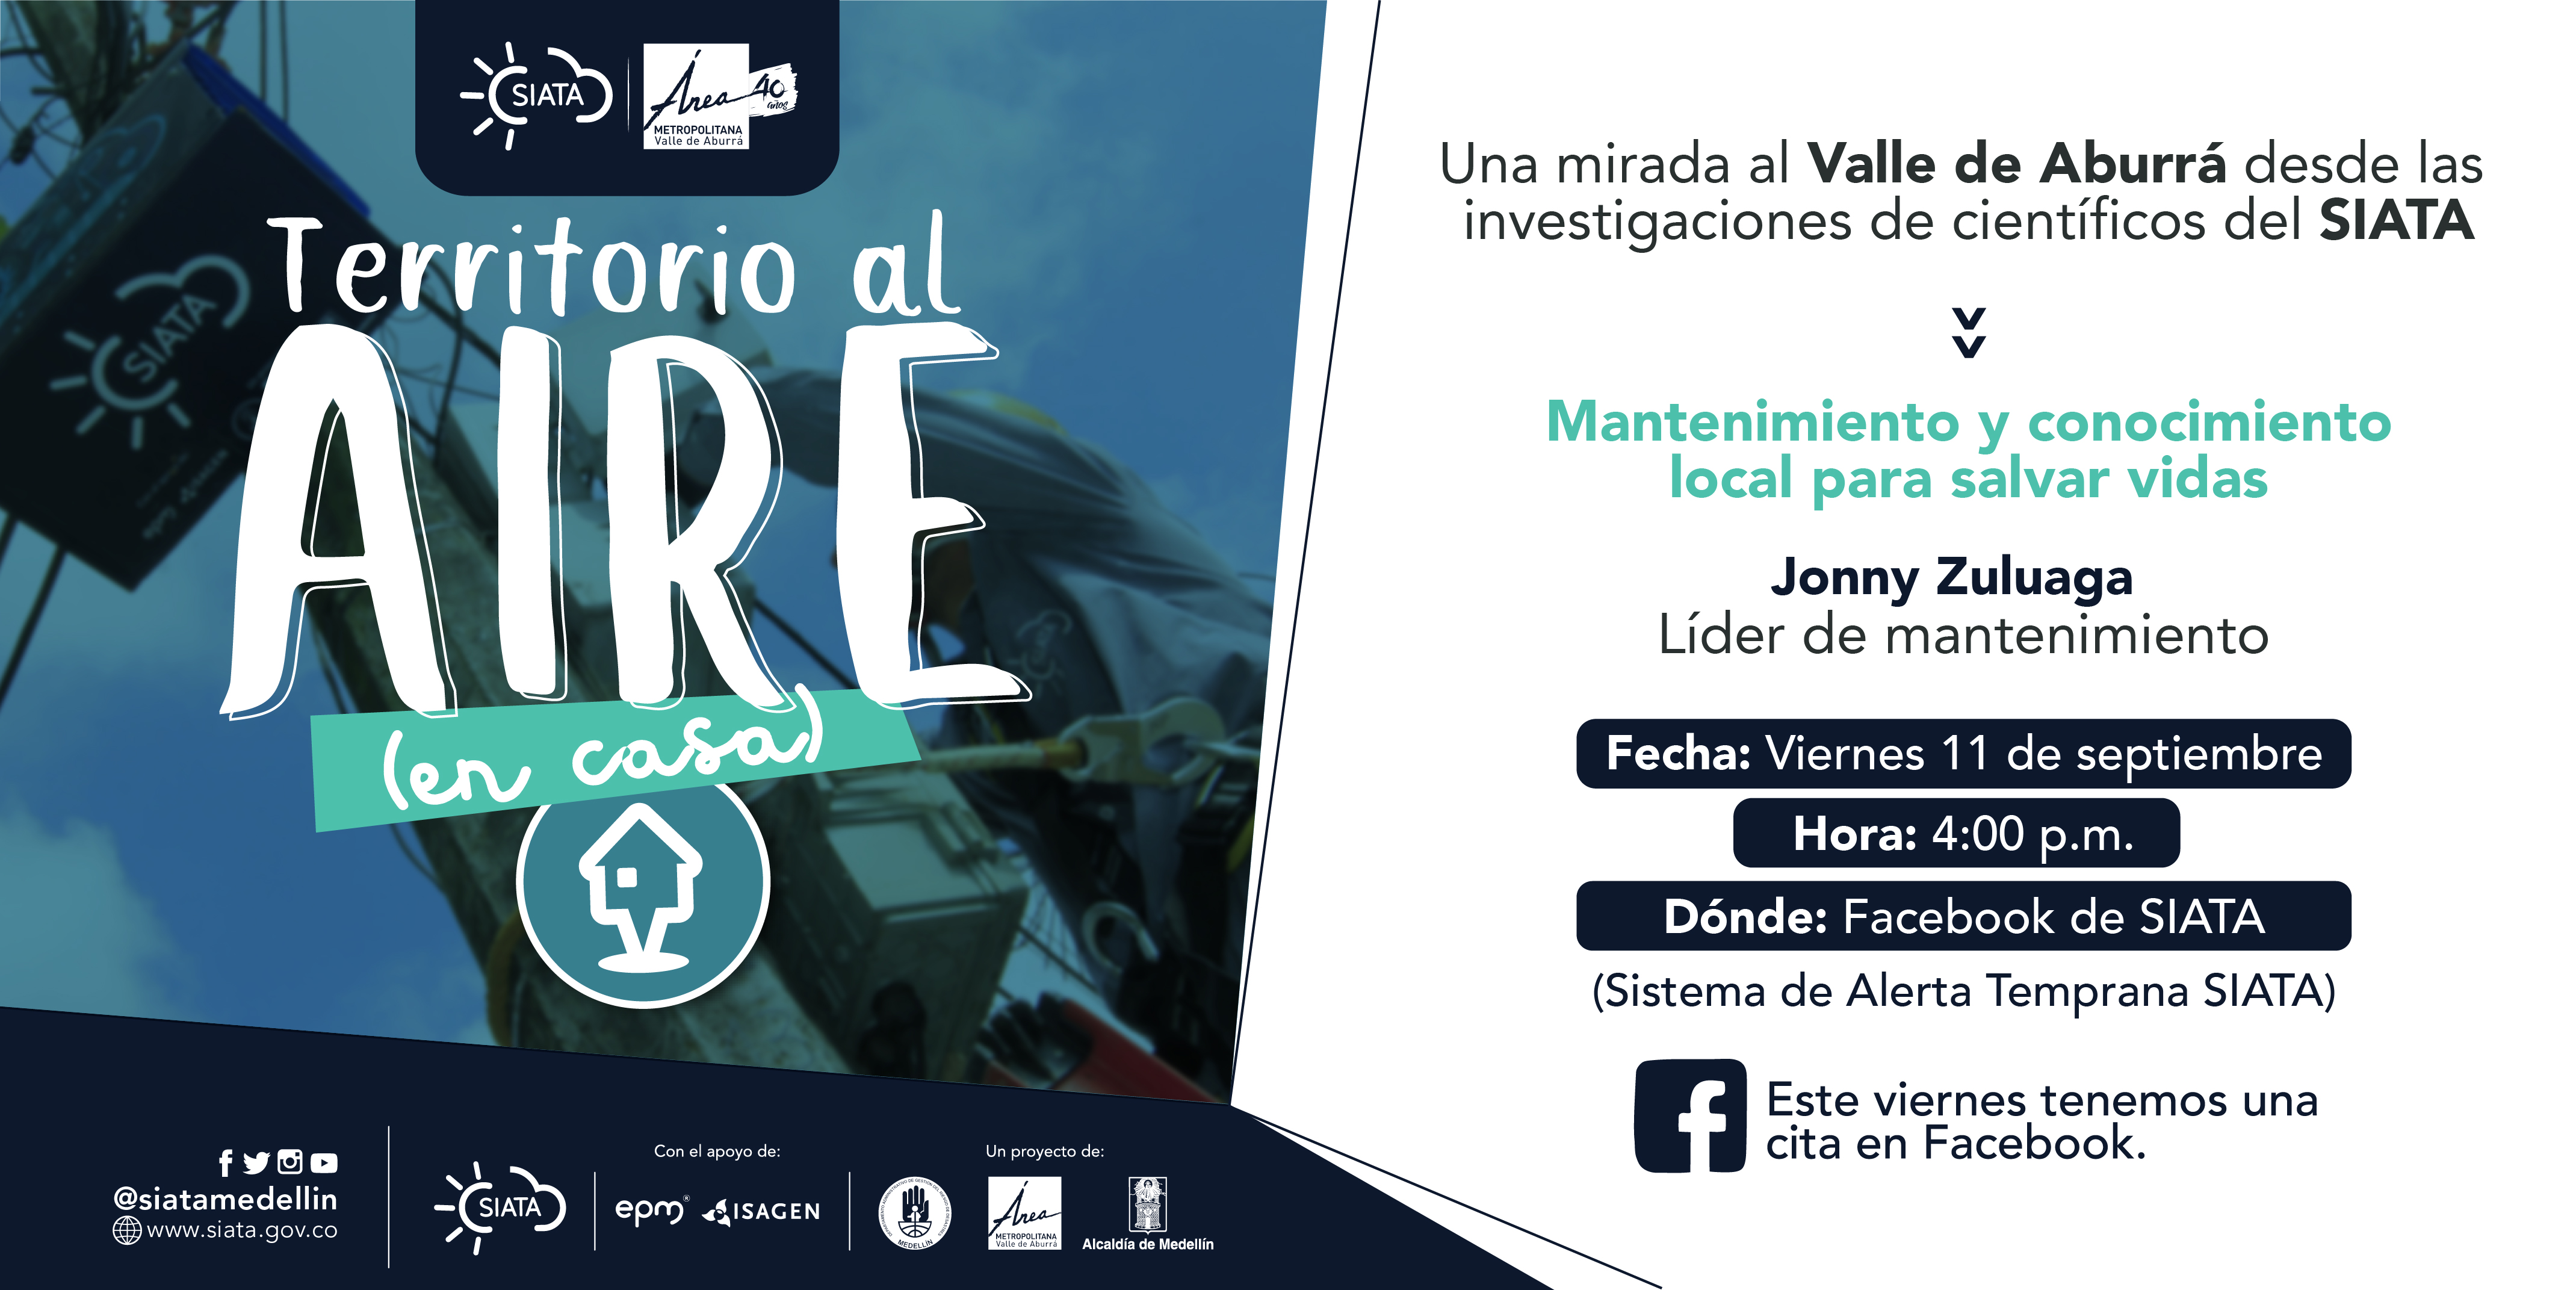 SIATA
Área
METROPOLITANA
Valle de Aburrá
40
años
Territorio al
AIRE
(en casa)
SIATA
epm ISAGEN
Una mirada al Valle de Aburrá desde las
investigaciones de científicos del SIATA
Mantenimiento y conocimiento
local para salvar vidas
Jonny Zuluaga
Líder de mantenimiento
Fecha: Viernes 11 de septiembre
Hora: 4:00 p.m.
Dónde: Facebook de SIATA
(Sistema de Alerta Temprana SIATA)
Este viernes tenemos una
cita en Facebook.
@siatamedellin
www.siata.gov.co
SIATA
Con el apoyo de:
epm® ISAGEN
Un proyecto de:
MEDELLÍN
Área
METROPOLITANA
Valle de Aburrá
Alcaldía de Medellín